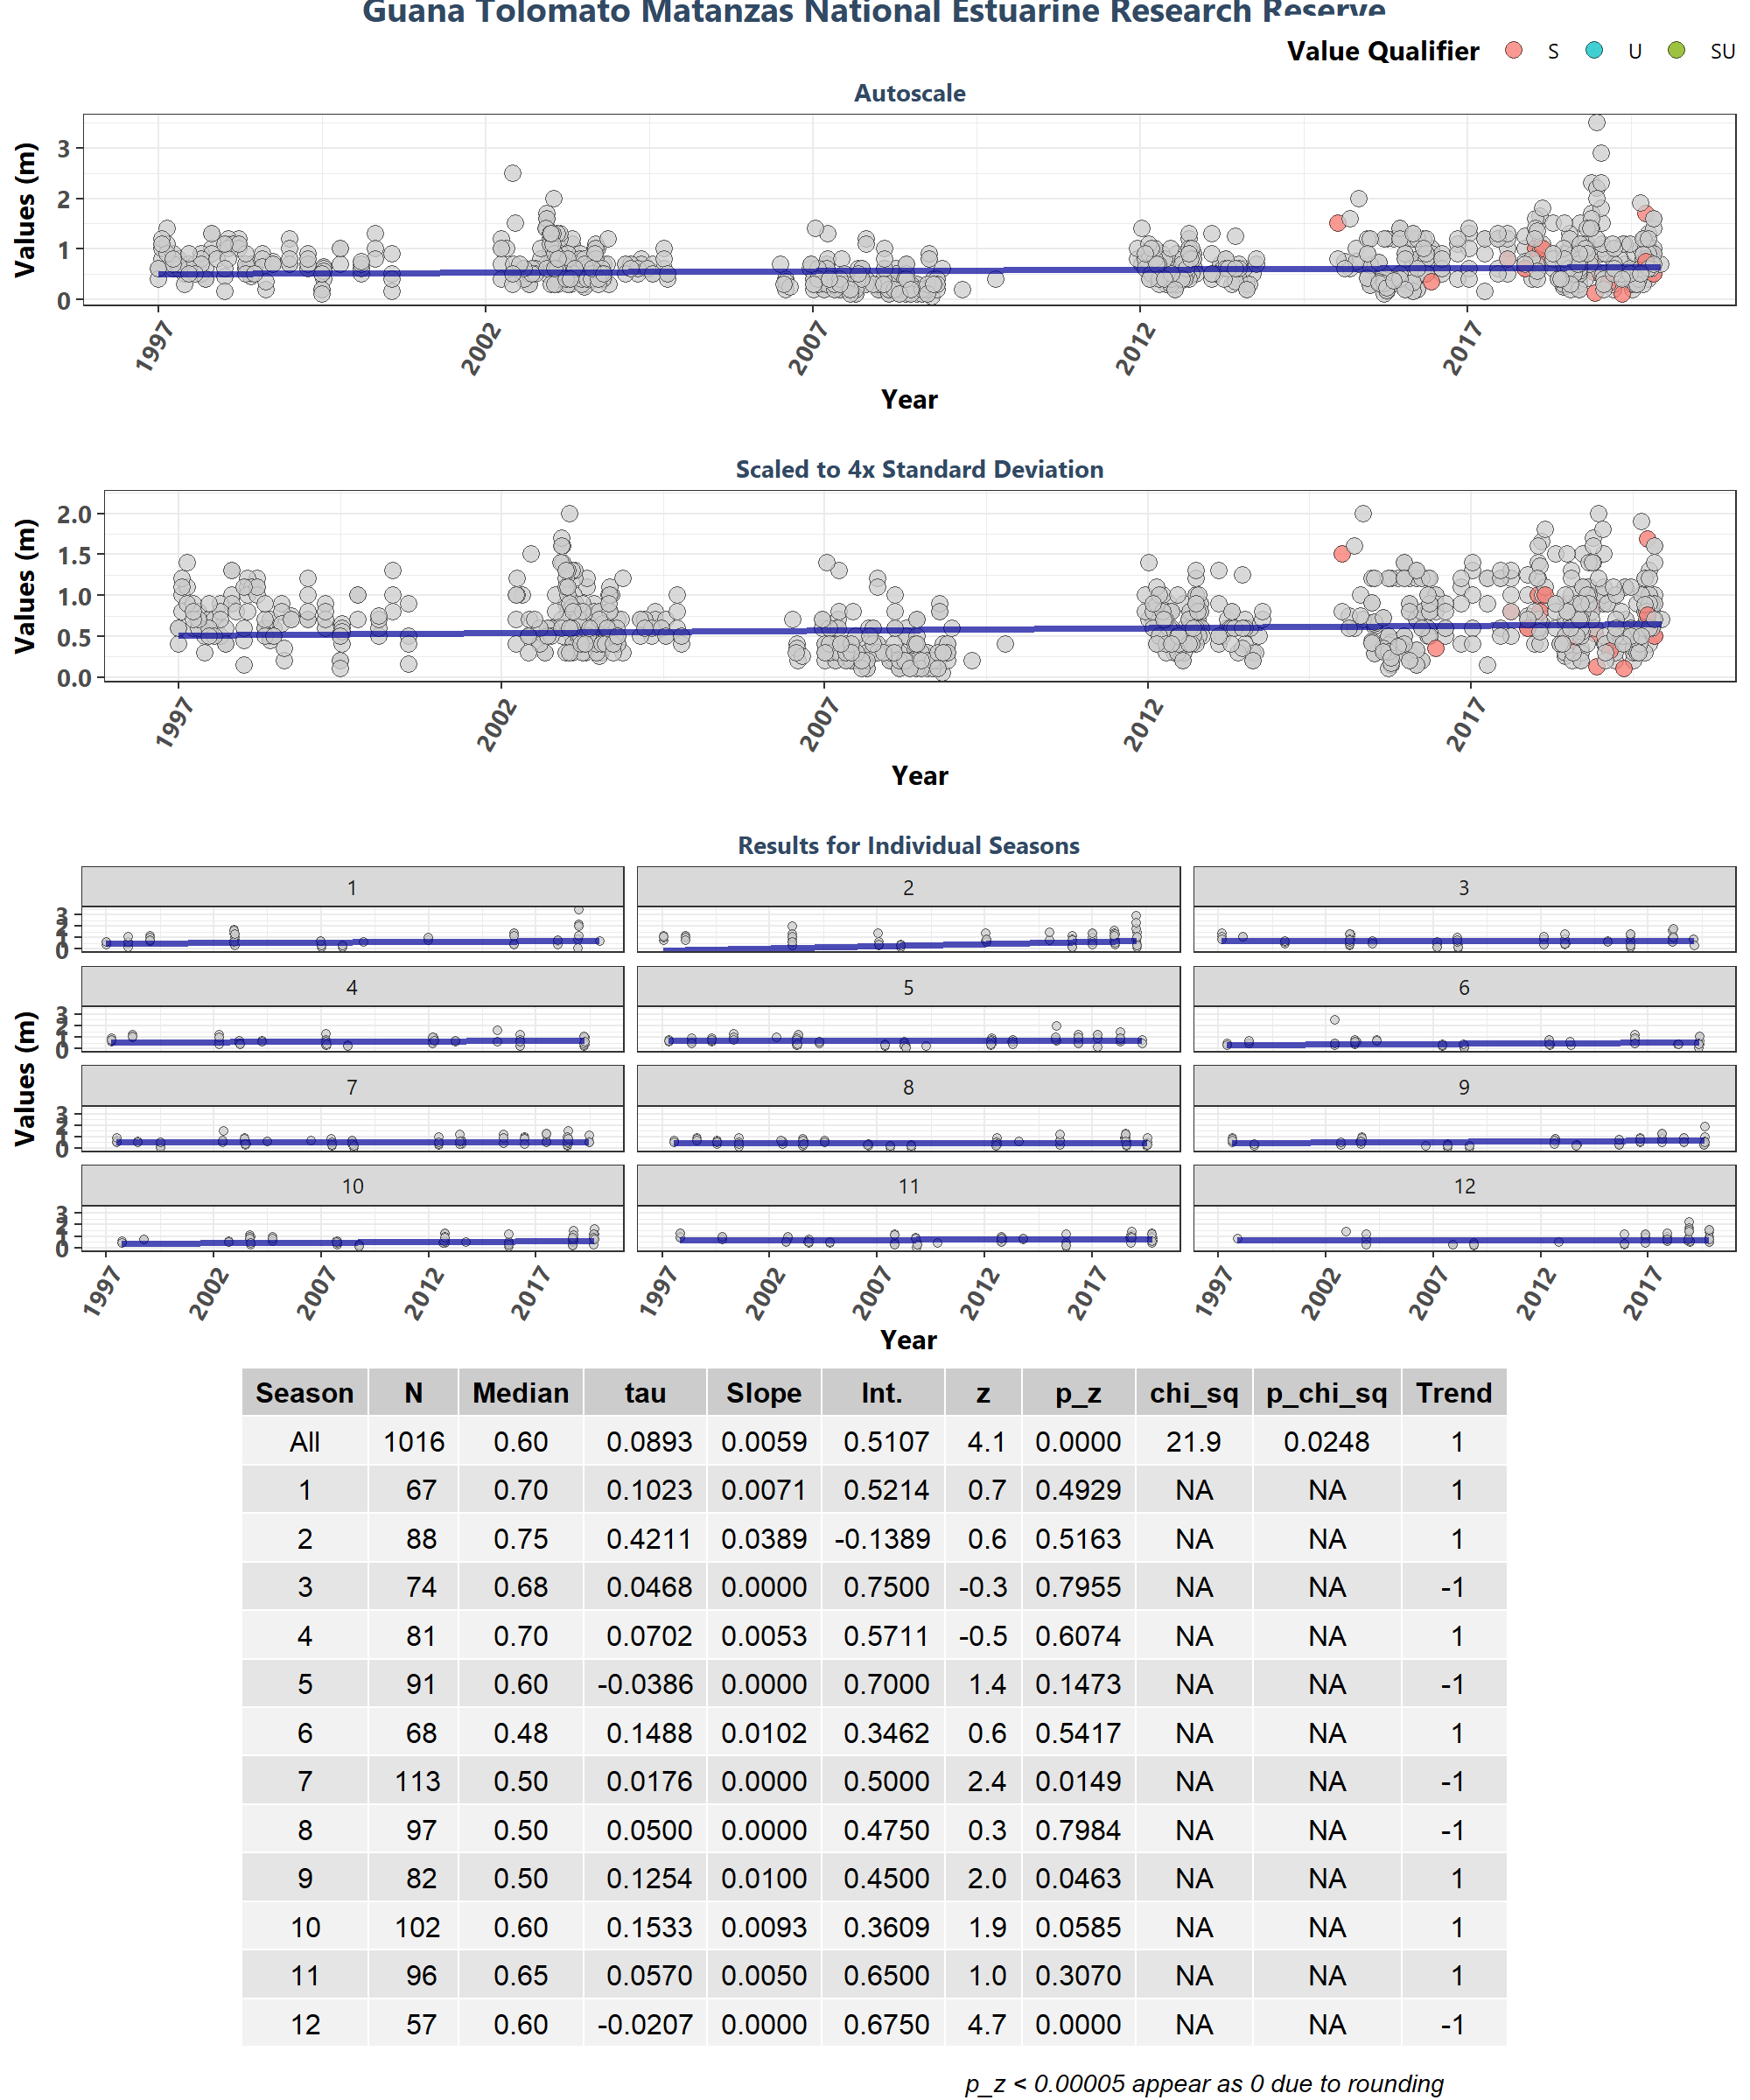 Guana Tolomato Matanzas National Estuarine Research Reserve
Value Qualifier S U SU
Autoscale
Values (m)
3
2
1
0
1997 2002 2007 2012 2017
Year
Scaled to 4x Standard Deviation
Values (m)
2.0
1.5
1.0
0.5
0.0
1997 2002 2007 2012 2017
Year
Results for Individual Seasons
Values (m)
1 2 3
3
2
1
0
4 5 6
3
2
1
0
7 8 9
3
2
1
0
10 11 12
3
2
1
0
1997 2002 2007 2012 2017 1997 2002 2007 2012 2017 1997 2002 2007 2012 2017
Year
Season N Median tau Slope Int. z p_z chi_sq p_chi_sq Trend
All 1016 0.60 0.0893 0.0059 0.5107 4.1 0.0000 21.9 0.0248 1
1 67 0.70 0.1023 0.0071 0.5214 0.7 0.4929 NA NA 1
2 88 0.75 0.4211 0.0389 -0.1389 0.6 0.5163 NA NA 1
3 74 0.68 0.0468 0.0000 0.7500 -0.3 0.7955 NA NA -1
4 81 0.70 0.0702 0.0053 0.5711 -0.5 0.6074 NA NA 1
5 91 0.60 -0.0386 0.0000 0.7000 1.4 0.1473 NA NA -1
6 68 0.48 0.1488 0.0102 0.3462 0.6 0.5417 NA NA 1
7 113 0.50 0.0176 0.0000 0.5000 2.4 0.0149 NA NA -1
8 97 0.50 0.0500 0.0000 0.4750 0.3 0.7984 NA NA -1
9 82 0.50 0.1254 0.0100 0.4500 2.0 0.0463 NA NA 1
10 102 0.60 0.1533 0.0093 0.3609 1.9 0.0585 NA NA 1
11 96 0.65 0.0570 0.0050 0.6500 1.0 0.3070 NA NA 1
12 57 0.60 -0.0207 0.0000 0.6750 4.7 0.0000 NA NA -1
p_z < 0.00005 appear as 0 due to rounding